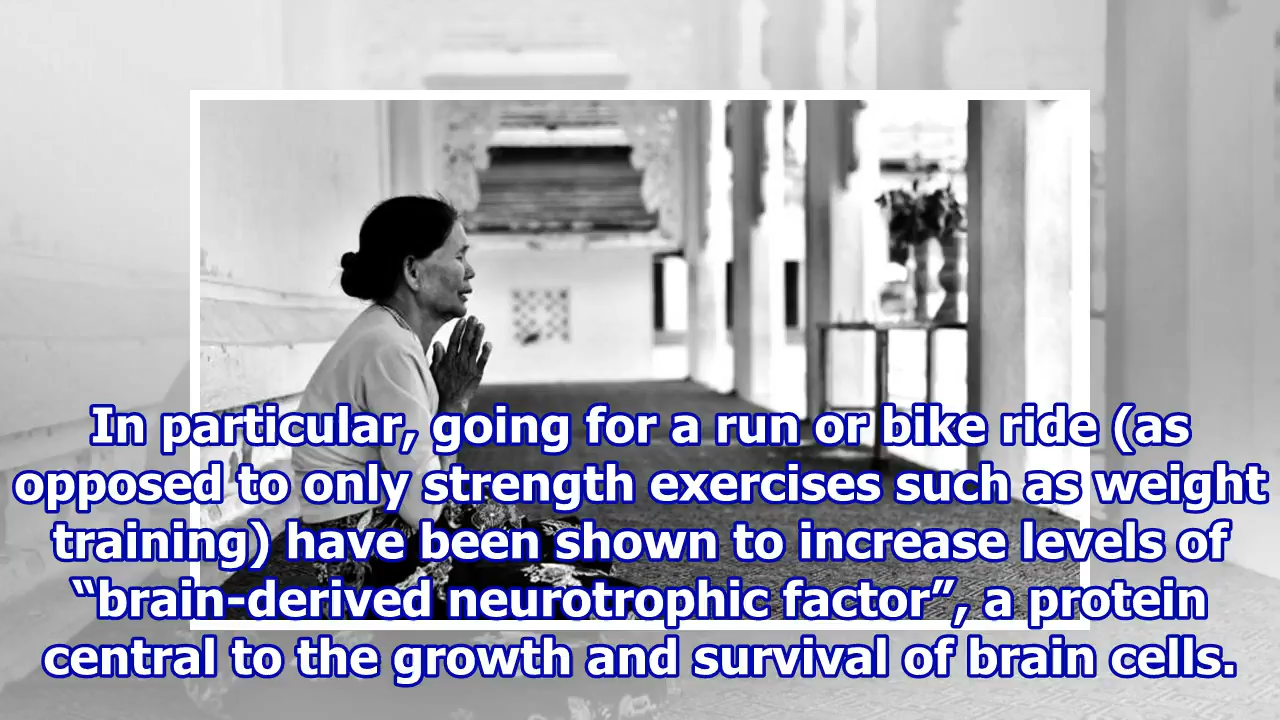 In particular, going for a run or bike ride (as
opposed to only strength exercises such as weight
training) have been shown to increase levels of
“brain-derived neurotrophic factor”, a protein
central to the growth and survival of brain cells.